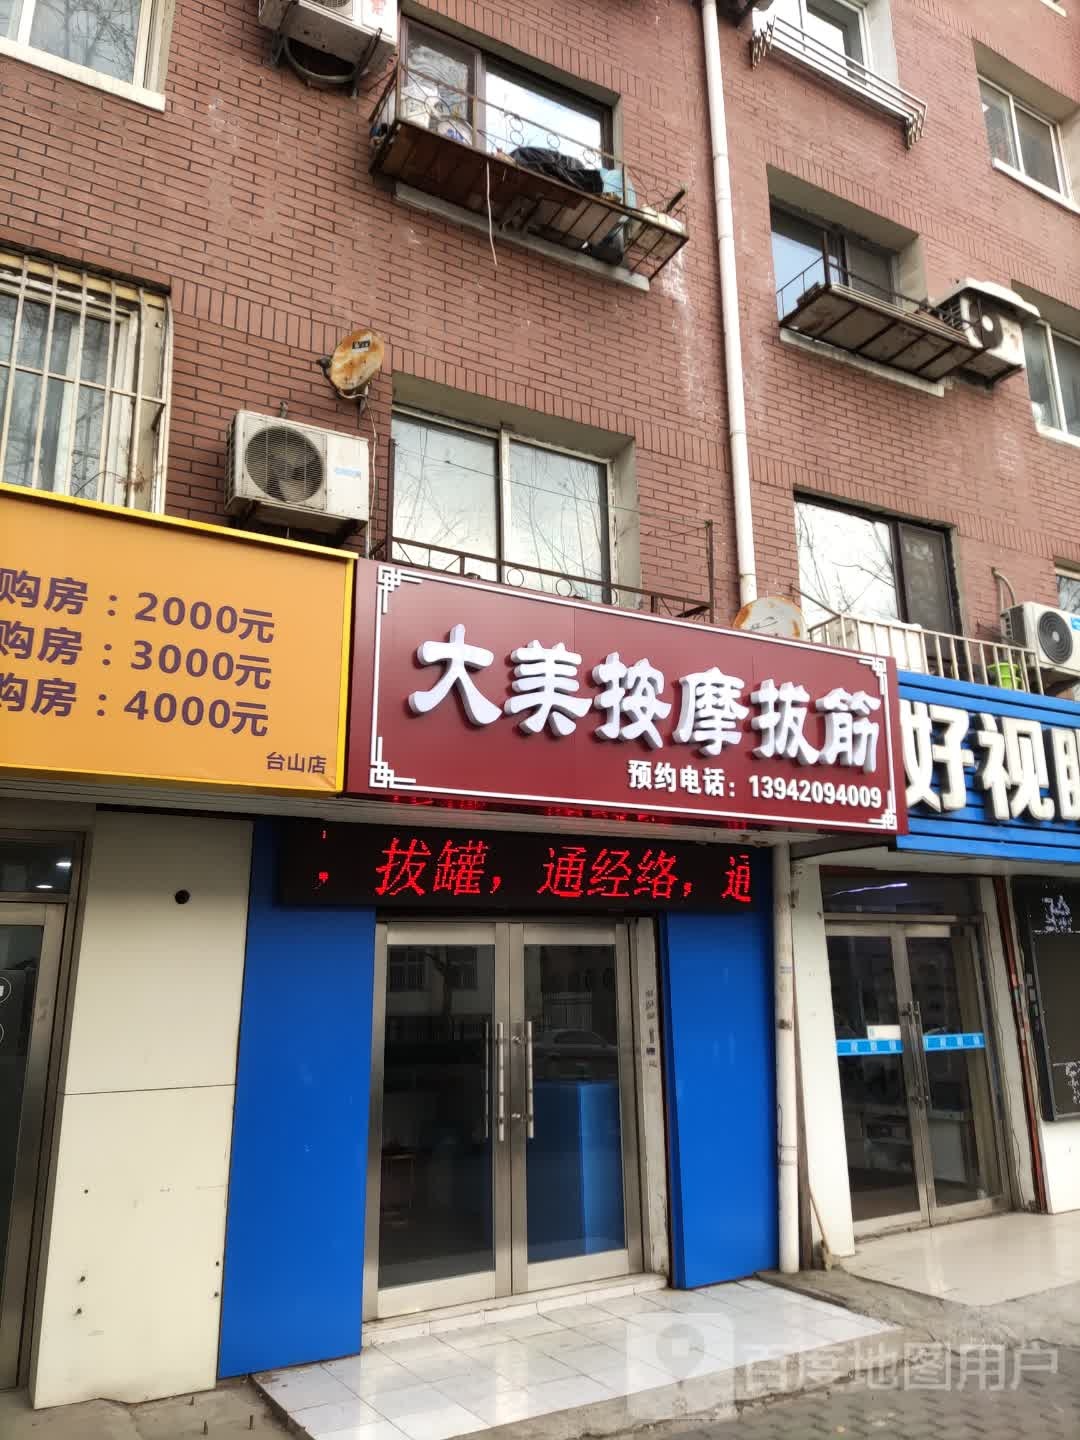 购房：2000元
购房：3000元
购房：4000元
台山店
大美按摩拔筋
预约电话：13942094009
好视眼
，拔罐，通经络，通
百度地图用户